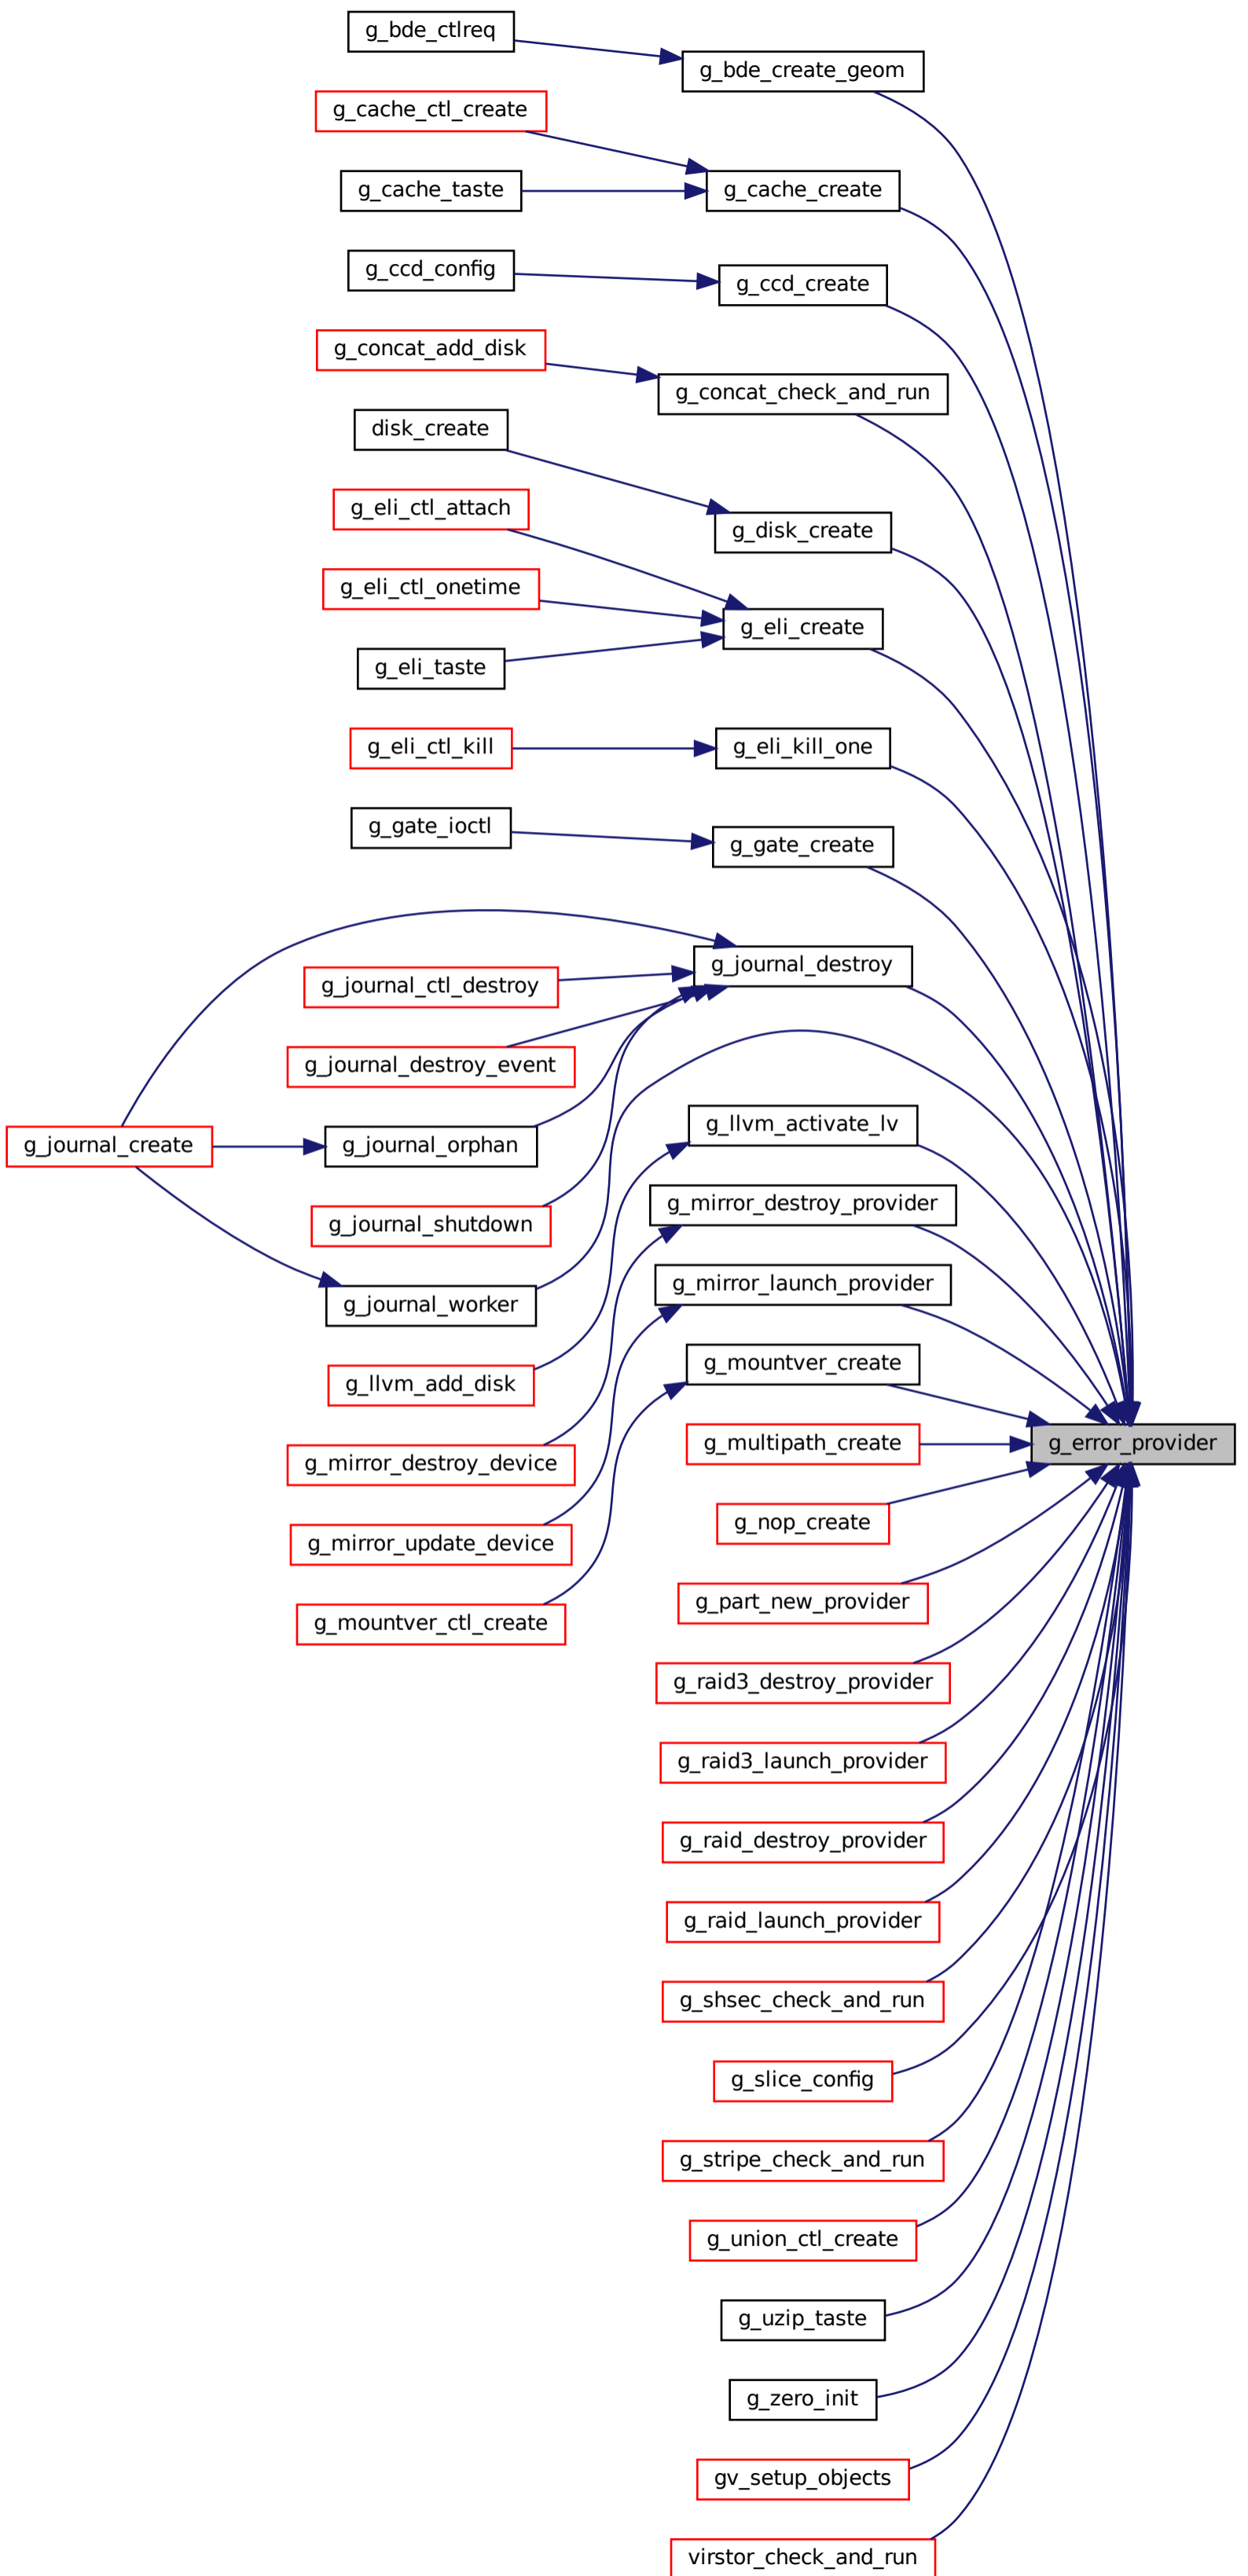 g_bde_ctlreq
g_bde_create_geom
g_cache_ctl_create
g_cache_create
g_cache_taste
g_ccd_config
g_ccd_create
g_concat_add_disk
g_concat_check_and_run
disk_create
g_eli_ctl_attach
g_disk_create
g_eli_ctl_onetime
g_eli_create
g_eli_taste
g_eli_ctl_kill
g_eli_kill_one
g_gate_ioctl
g_gate_create
g_journal_destroy
g_journal_ctl_destroy
g_journal_destroy_event
g_llvm_activate_lv
g_journal_create
g_journal_orphan
g_mirror_destroy_provider
g_journal_shutdown
g_mirror_launch_provider
g_journal_worker
g_mountver_create
g_llvm_add_disk
g_multipath_create
g_error_provider
g_mirror_destroy_device
g_nop_create
g_mirror_update_device
g_part_new_provider
g_mountver_ctl_create
g_raid3_destroy_provider
g_raid3_launch_provider
g_raid_destroy_provider
g_raid_launch_provider
g_shsec_check_and_run
g_slice_config
g_stripe_check_and_run
g_union_ctl_create
g_uzip_taste
g_zero_init
gv_setup_objects
virstor_check_and_run